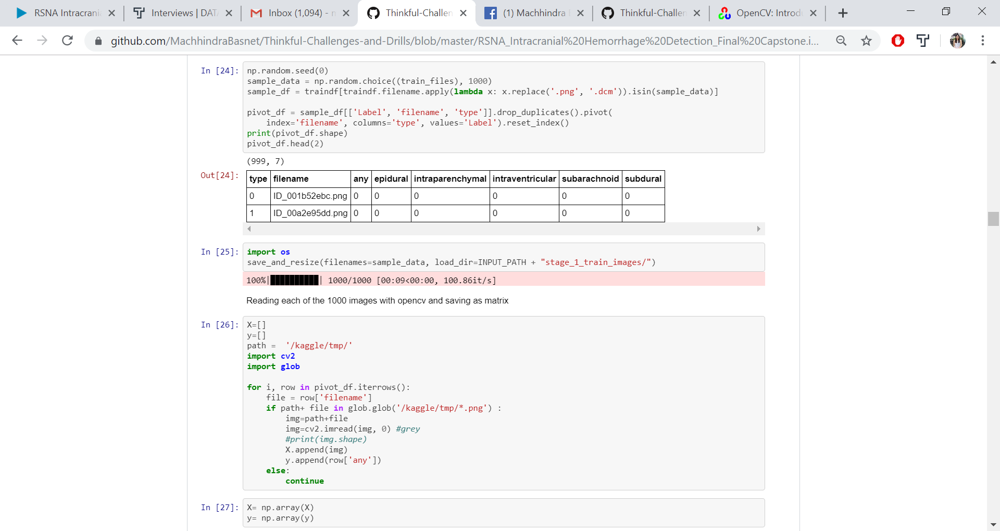 RSNA Intracrani
Interviews | DATA
Inbox (1,094) - m
Thinkful-Challen
(1) Machhindra B
Thinkful-Challen
OpenCV: Introdu
github.com/MachhindraBasnet/Thinkful-Challenges-and-Drills/blob/master/RSNA_Intracranial%20Hemorrhage%20Detection_Final%20Capstone.i...
In [24]:
np.random.seed(0)
sample_data = np.random.choice((train_files), 1000)
sample_df = traindf[traindf.filename.apply(lambda x: x.replace('.png', '.dcm')).isin(sample_data)]
pivot_df = sample_df[['Label', 'filename', 'type']].drop_duplicates().pivot(
    index='filename', columns='type', values='Label').reset_index()
print(pivot_df.shape)
pivot_df.head(2)
(999, 7)
Out[24]:
type filename any epidural intraparenchymal intraventricular subarachnoid subdural
0 ID_001b52ebc.png 0 0 0 0 0 0
1 ID_00a2e95dd.png 0 0 0 0 0 0
In [25]:
import os
save_and_resize(filenames=sample_data, load_dir=INPUT_PATH + "stage_1_train_images/")
100%|██████████| 1000/1000 [00:09<00:00, 100.86it/s]
Reading each of the 1000 images with opencv and saving as matrix
In [26]:
X=[]
y=[]
path =  '/kaggle/tmp/'
import cv2
import glob
for i, row in pivot_df.iterrows():
    file = row['filename']
    if path+ file in glob.glob('/kaggle/tmp/*.png') :
        img=path+file
        img=cv2.imread(img, 0) #grey
        #print(img.shape)
        X.append(img)
        y.append(row['any'])
    else:
        continue
In [27]:
X= np.array(X)
y= np.array(y)